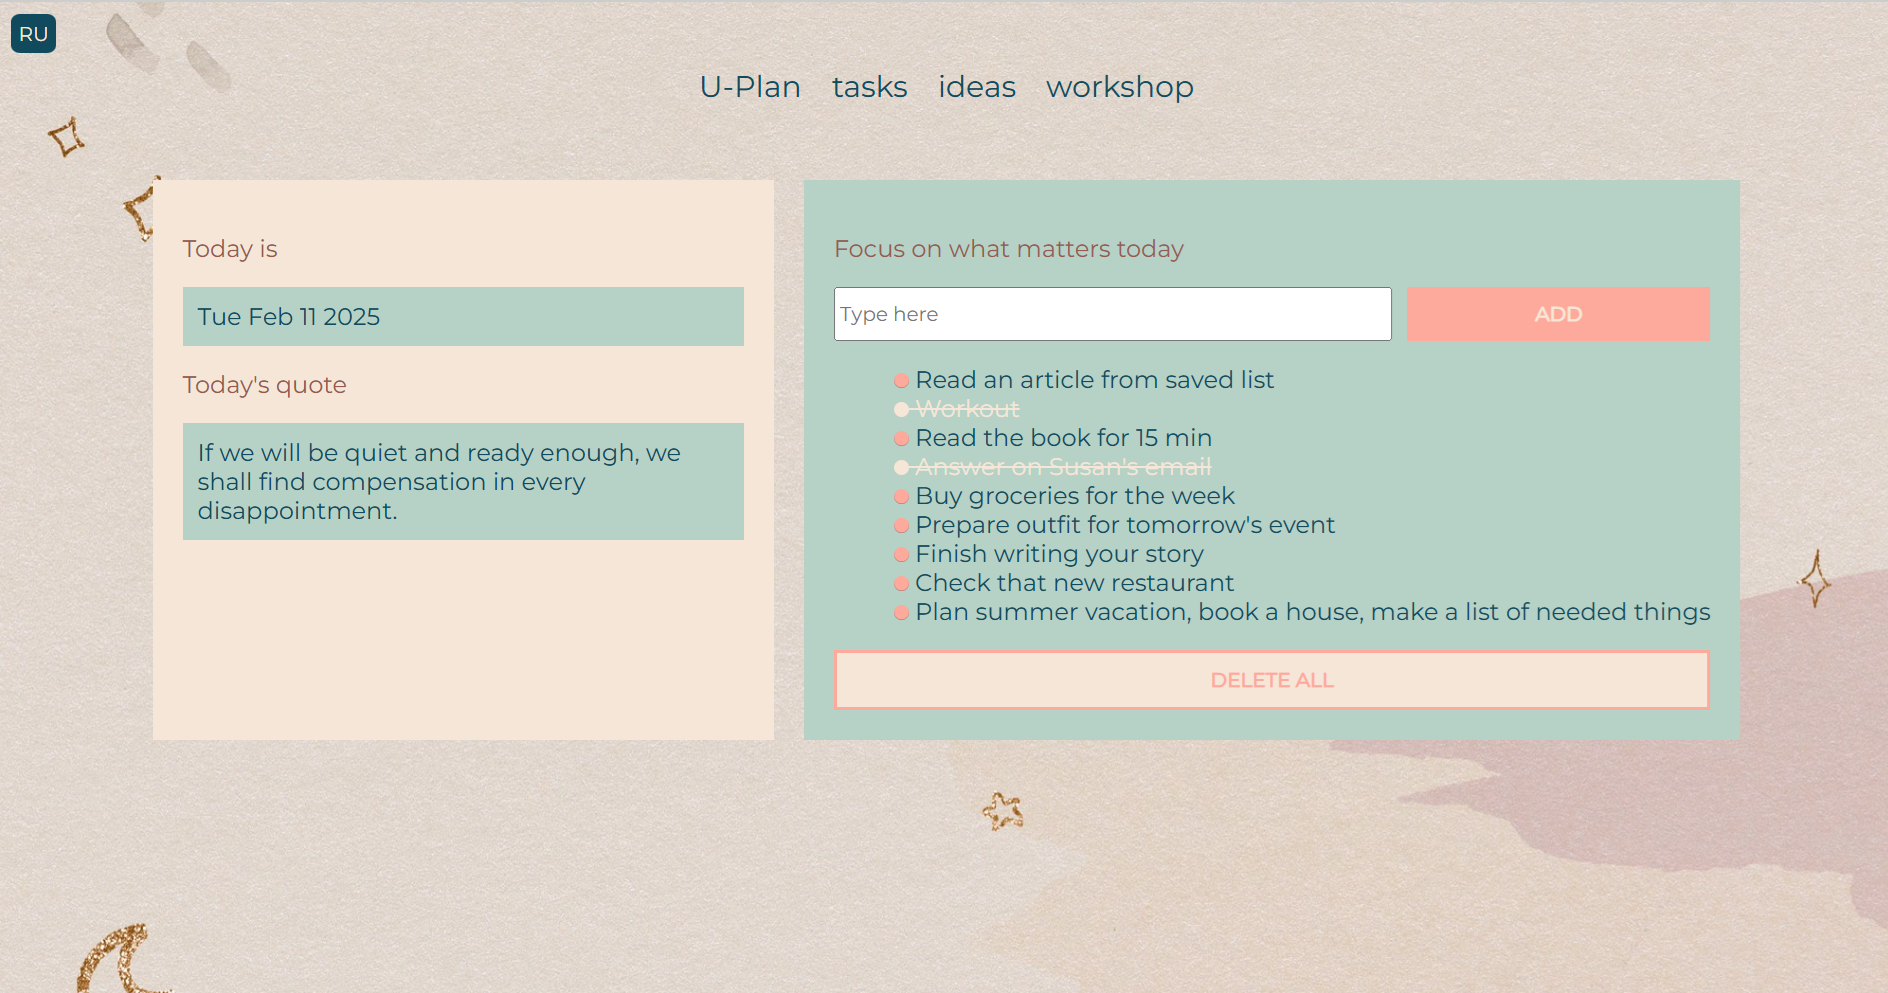 RU
U-Plan tasks ideas workshop
Today is
Tue Feb 11 2025
Today's quote
If we will be quiet and ready enough, we
shall find compensation in every
disappointment.
Focus on what matters today
Type here
ADD
Read an article from saved list
Workout
Read the book for 15 min
Answer on Susan's email
Buy groceries for the week
Prepare outfit for tomorrow's event
Finish writing your story
Check that new restaurant
Plan summer vacation, book a house, make a list of needed things
DELETE ALL